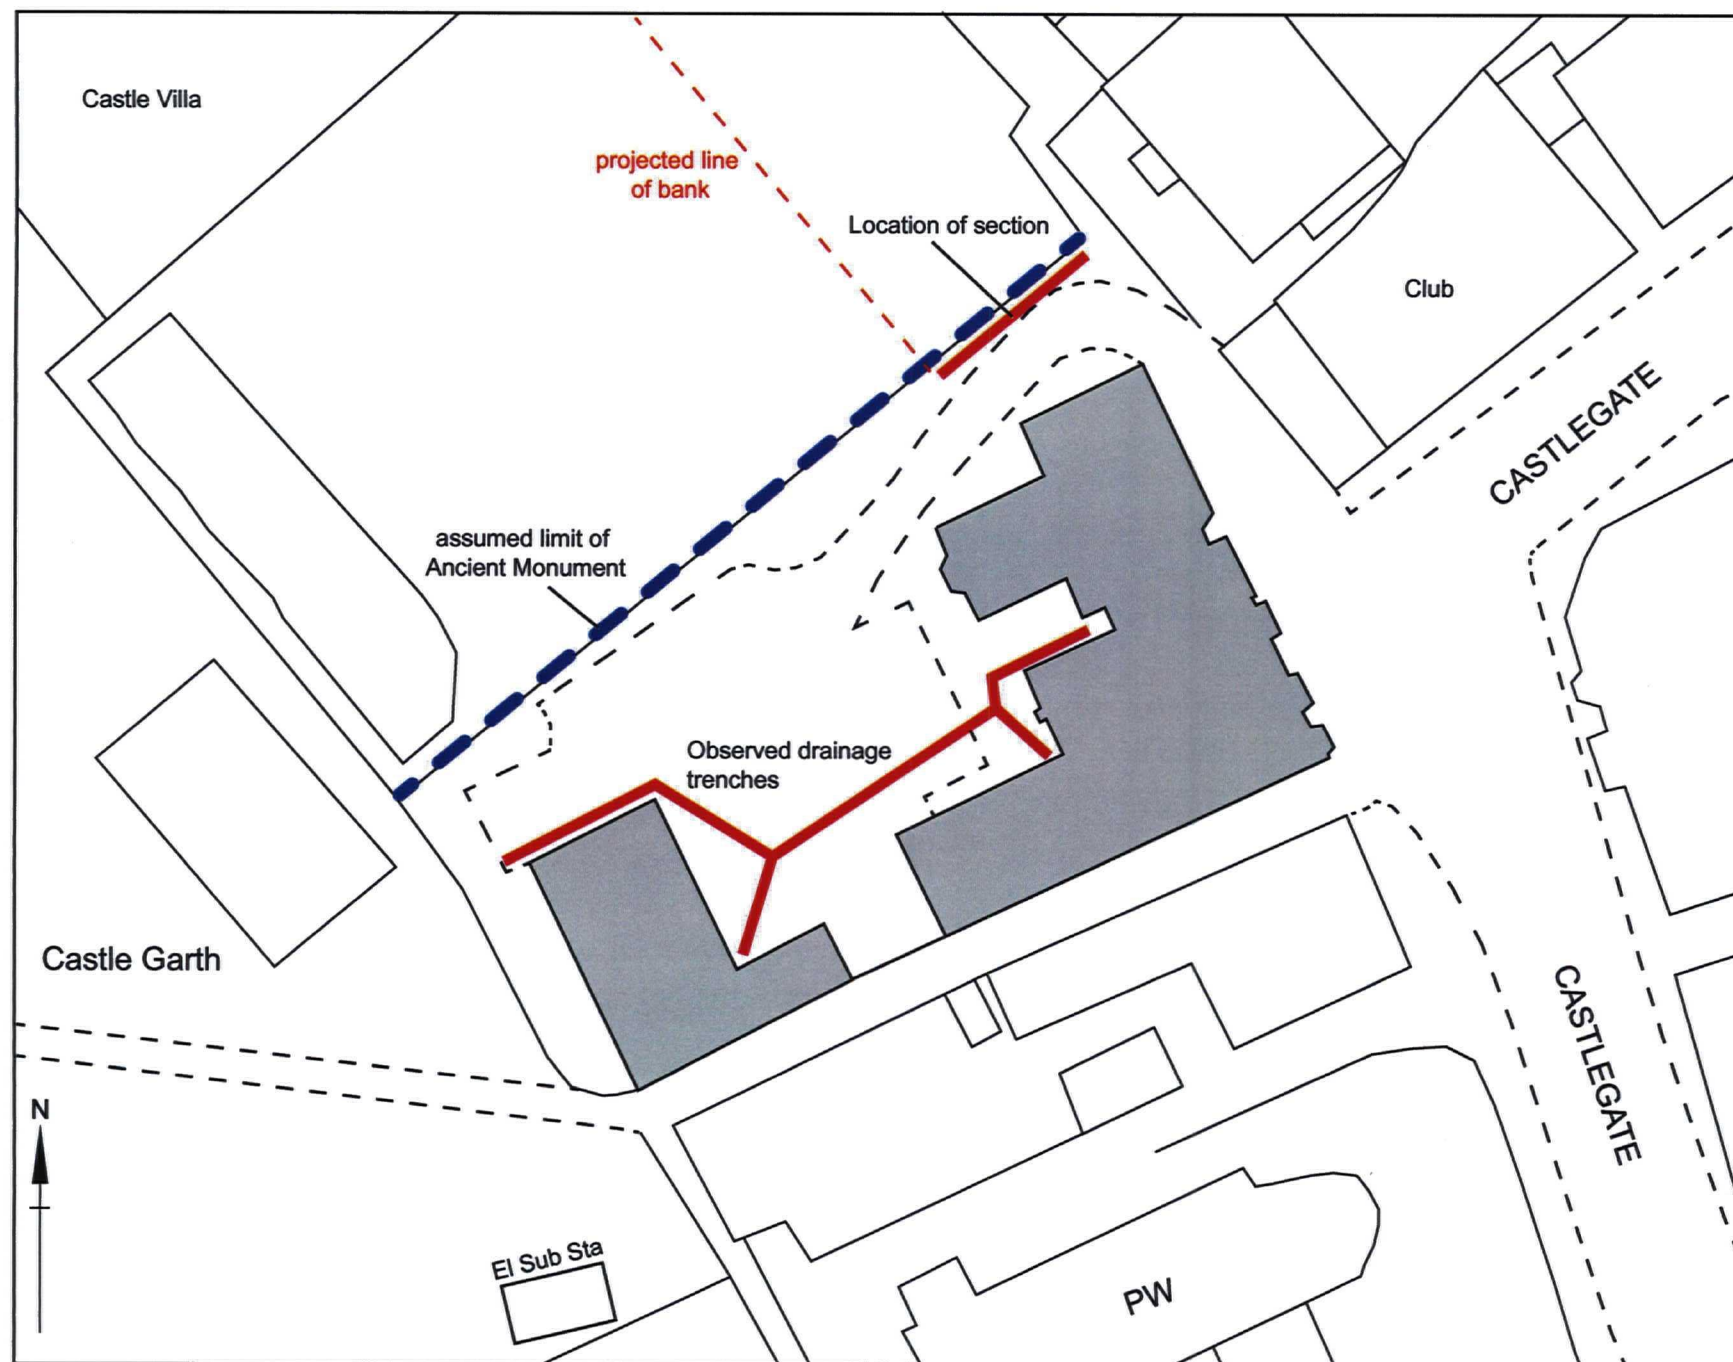 Castle Villa
projected line
of bank
Location of section
Club
CASTLEGATE
assumed limit of
Ancient Monument
Observed drainage
trenches
Castle Garth
CASTLEGATE
N
El Sub Sta
PW